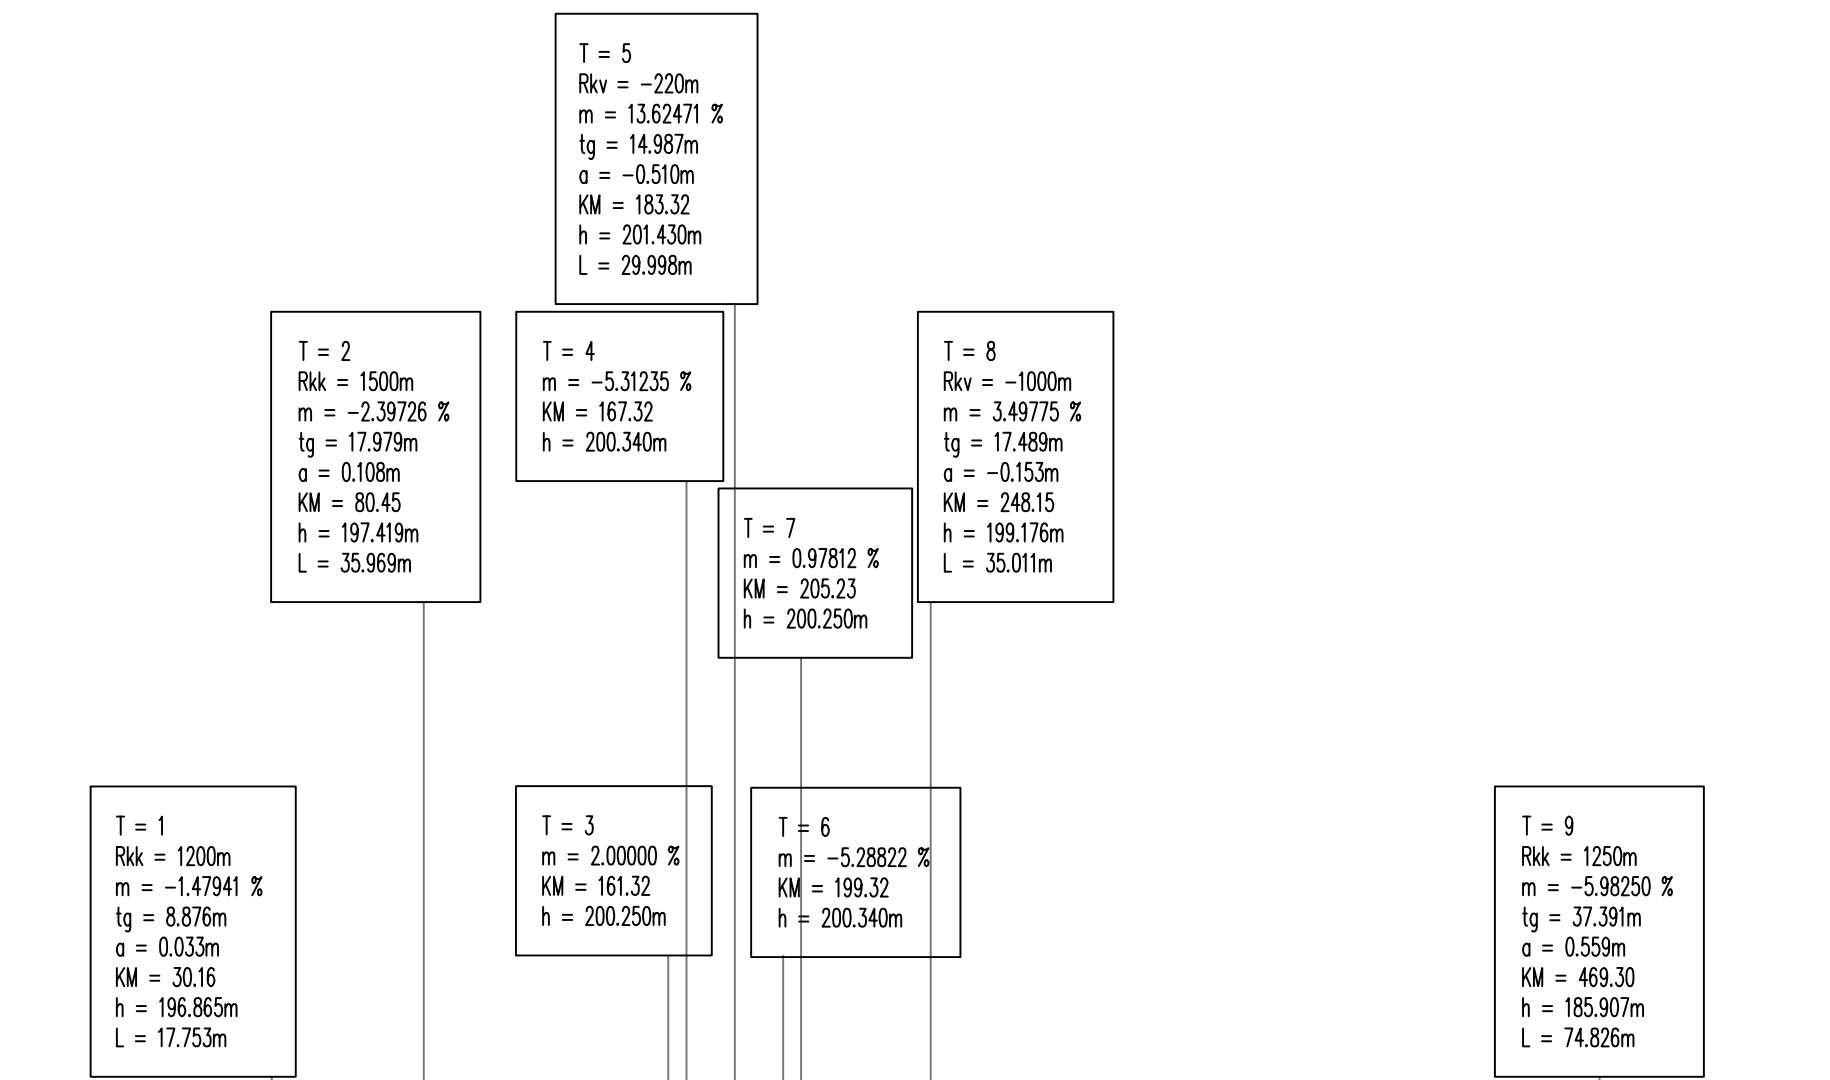 T = 5
Rkv = -220m
m = 13.62471 %
tg = 14.987m
a = -0.510m
KM = 183.32
h = 201.430m
L = 29.998m
T = 2
Rkk = 1500m
m = -2.39726 %
tg = 17.979m
a = 0.108m
KM = 80.45
h = 197.419m
L = 35.969m
T = 4
m = -5.31235 %
KM = 167.32
h = 200.340m
T = 8
Rkv = -1000m
m = 3.49775 %
tg = 17.489m
a = -0.153m
KM = 248.15
h = 199.176m
L = 35.011m
T = 7
m = 0.97812 %
KM = 205.23
h = 200.250m
T = 1
Rkk = 1200m
m = -1.47941 %
tg = 8.876m
a = 0.033m
KM = 30.16
h = 196.865m
L = 17.753m
T = 3
m = 2.00000 %
KM = 161.32
h = 200.250m
T = 6
m = -5.28822 %
KM = 199.32
h = 200.340m
T = 9
Rkk = 1250m
m = -5.98250 %
tg = 37.391m
a = 0.559m
KM = 469.30
h = 185.907m
L = 74.826m